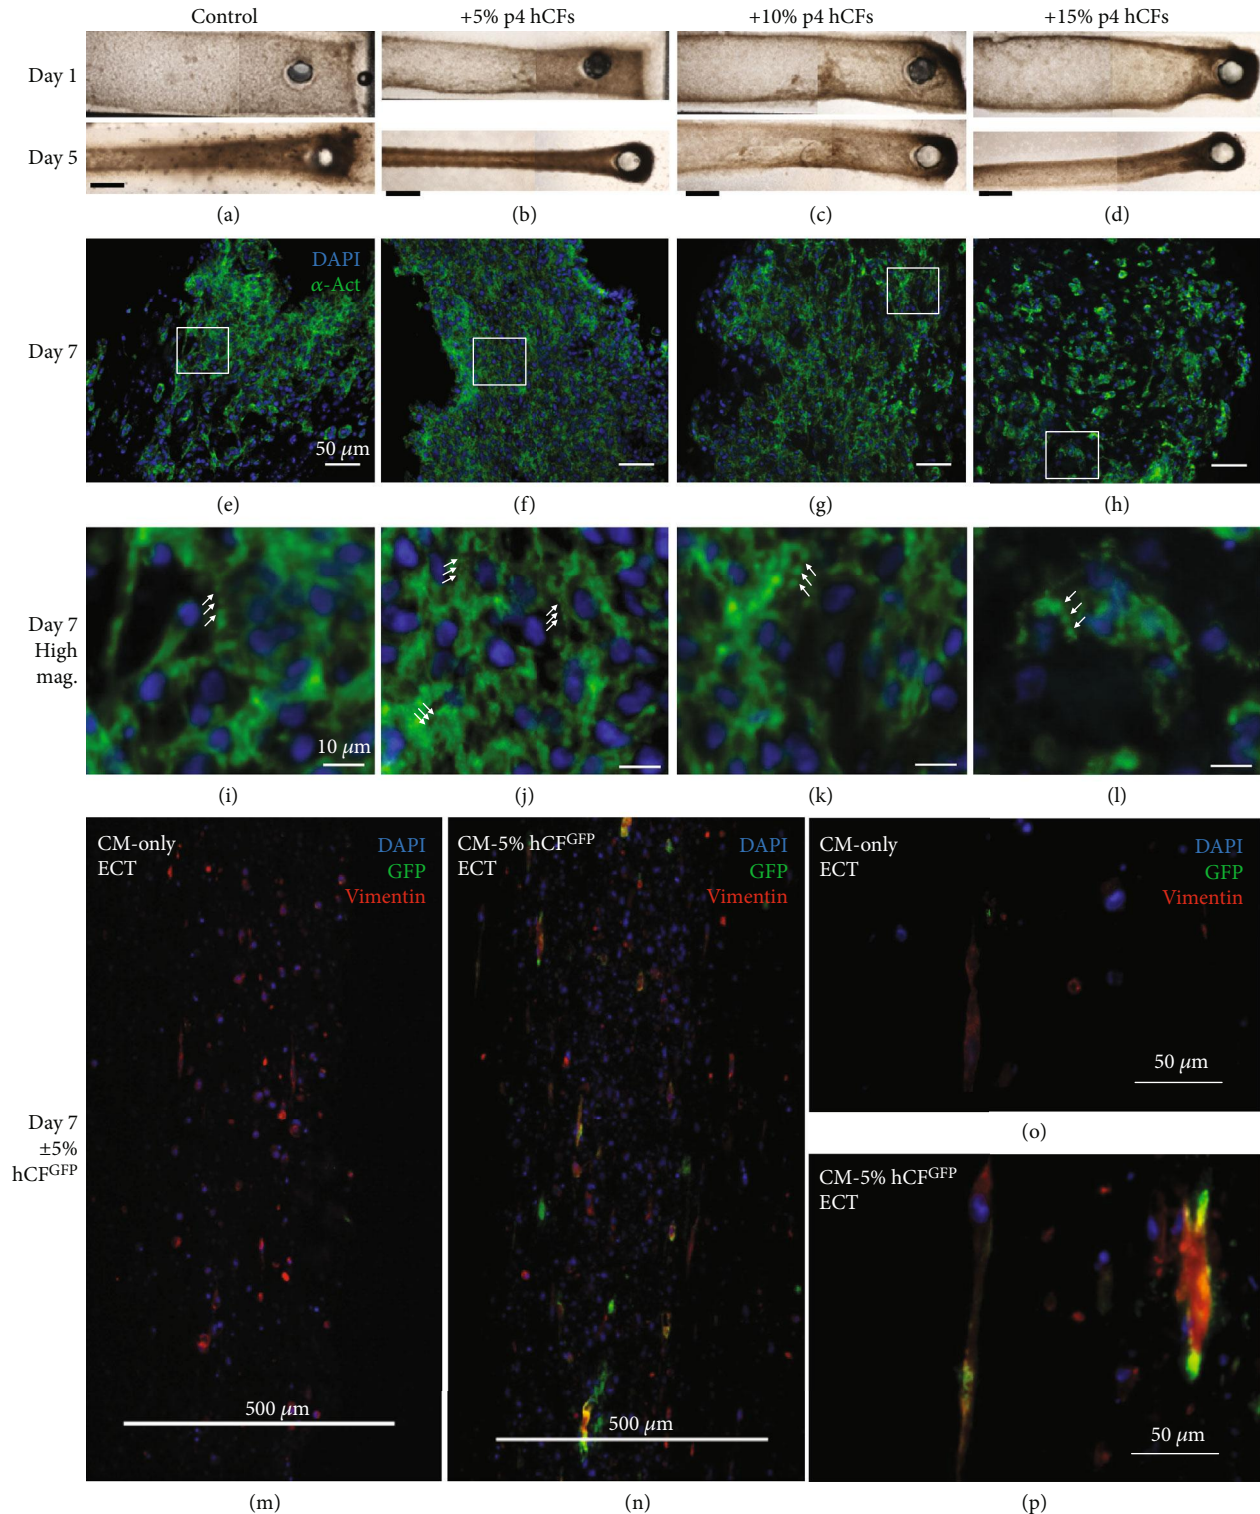 Control
+5% p4 hCFs
+10% p4 hCFs
+15% p4 hCFs
Day 1
Day 5
(a)
(b)
(c)
(d)
DAPI
α-Act
Day 7
50 μm
(e)
(f)
(g)
(h)
Day 7
High
mag.
10 μm
(i)
(j)
(k)
(l)
CM-only
ECT
DAPI
GFP
Vimentin
CM-5% hCFGFP
ECT
DAPI
GFP
Vimentin
CM-only
ECT
DAPI
GFP
Vimentin
50 μm
(o)
Day 7
±5%
hCFGFP
CM-5% hCFGFP
ECT
500 μm
500 μm
50 μm
(m)
(n)
(p)